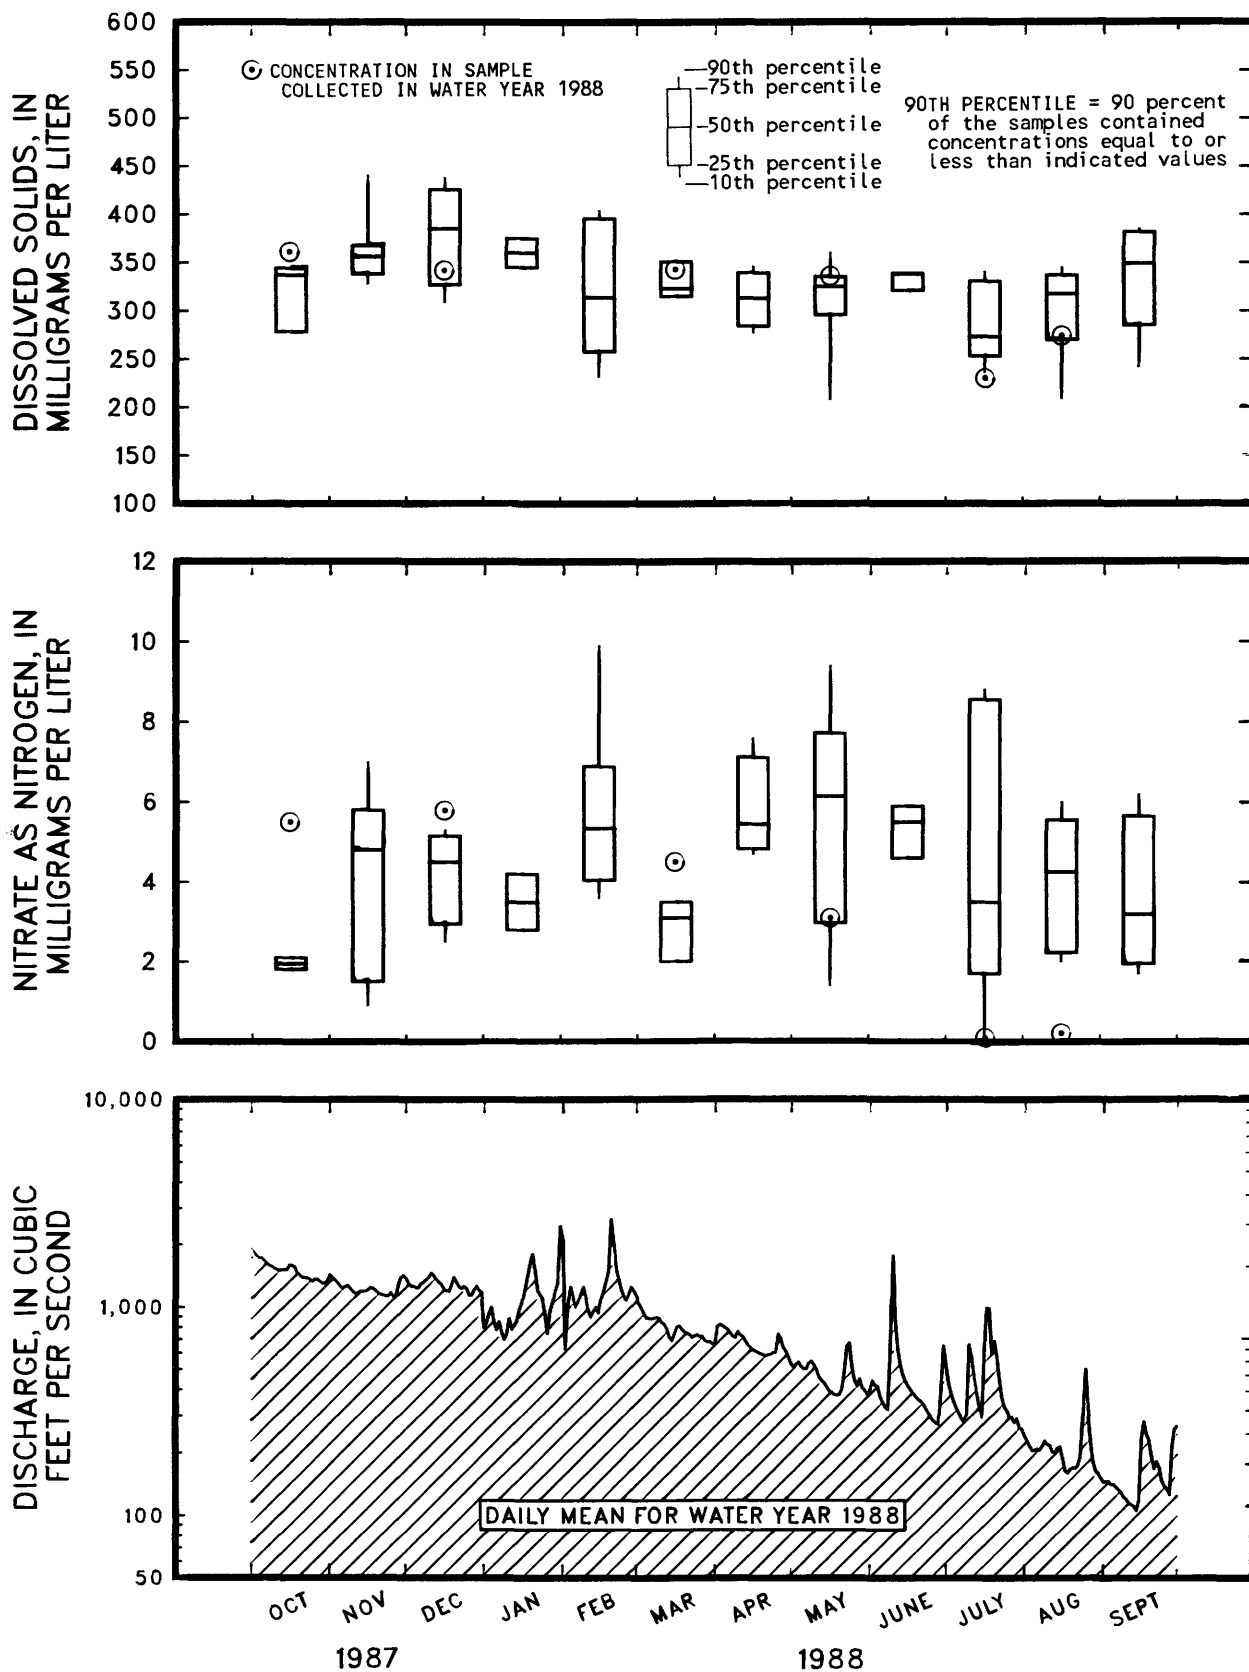 DISSOLVED SOLIDS, IN
MILLIGRAMS PER LITER
600
550
500
450
400
350
300
250
200
150
100
CONCENTRATION IN SAMPLE
COLLECTED IN WATER YEAR 1988
90th percentile
75th percentile
50th percentile
25th percentile
10th percentile
90TH PERCENTILE = 90 percent
of the samples contained
concentrations equal to or
less than indicated values
NITRATE AS NITROGEN, IN
MILLIGRAMS PER LITER
12
10
8
6
4
2
0
DISCHARGE, IN CUBIC
FEET PER SECOND
10,000
1,000
100
50
DAILY MEAN FOR WATER YEAR 1988
OCT NOV DEC JAN FEB MAR APR MAY JUNE JULY AUG SEPT
1987 1988